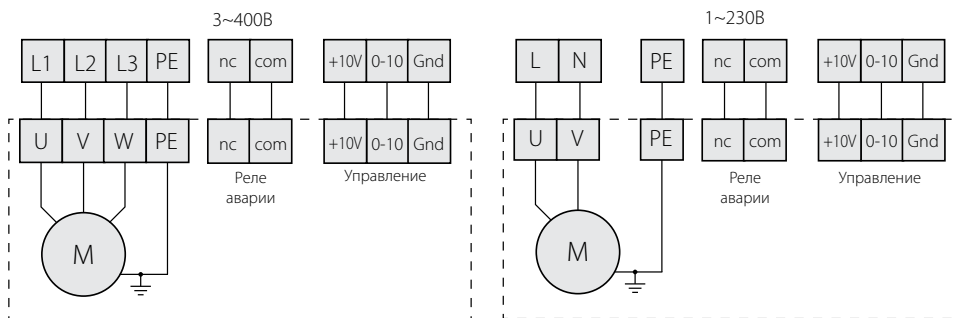 3~400В
L1 L2 L3 PE nc com +10V 0-10 Gnd
U V W PE nc com +10V 0-10 Gnd
Реле
аварии
Управление
M
1~230В
L N PE nc com +10V 0-10 Gnd
U V PE nc com +10V 0-10 Gnd
Реле
аварии
Управление
M